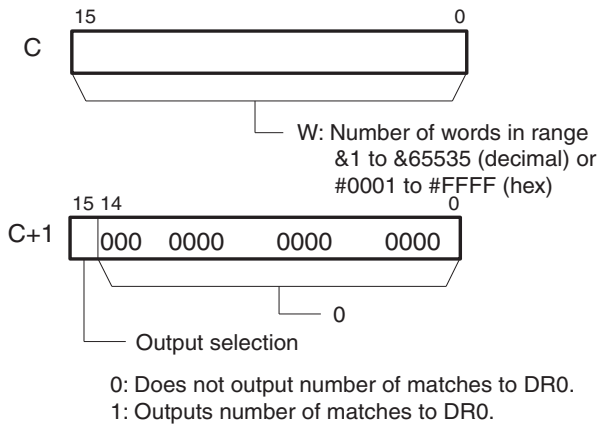 15 0
C
W: Number of words in range
&1 to &65535 (decimal) or
#0001 to #FFFF (hex)
15 14 0
C+1 000 0000 0000 0000
0
Output selection
0: Does not output number of matches to DR0.
1: Outputs number of matches to DR0.